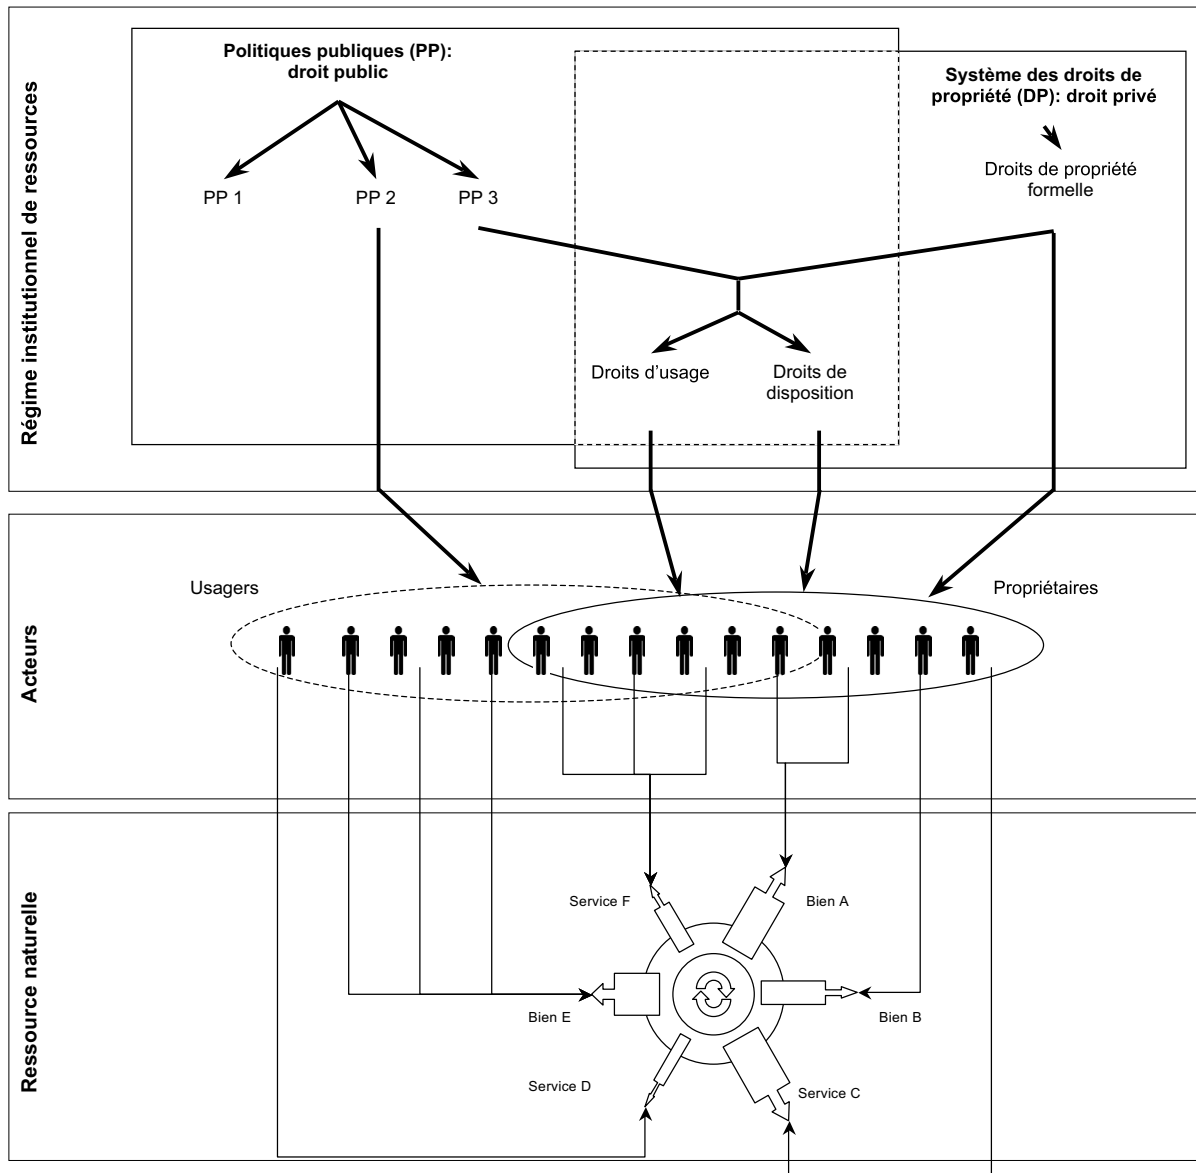 Régime institutionnel de ressources
Politiques publiques (PP):
droit public
Système des droits de
propriété (DP): droit privé
PP 1
PP 2
PP 3
Droits de propriété
formelle
Droits d'usage
Droits de
disposition
Acteurs
Usagers
Propriétaires
Ressource naturelle
Service F
Bien A
Bien E
Bien B
Service D
Service C